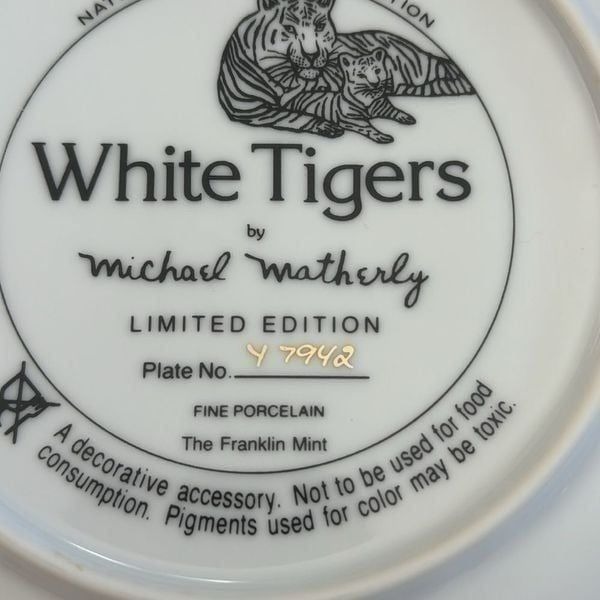 White Tigers
by
Michael Matherly
LIMITED EDITION
Plate No. Y 7942
FINE PORCELAIN
The Franklin Mint
A decorative accessory. Not to be used for food
consumption. Pigments used for color may be toxic.